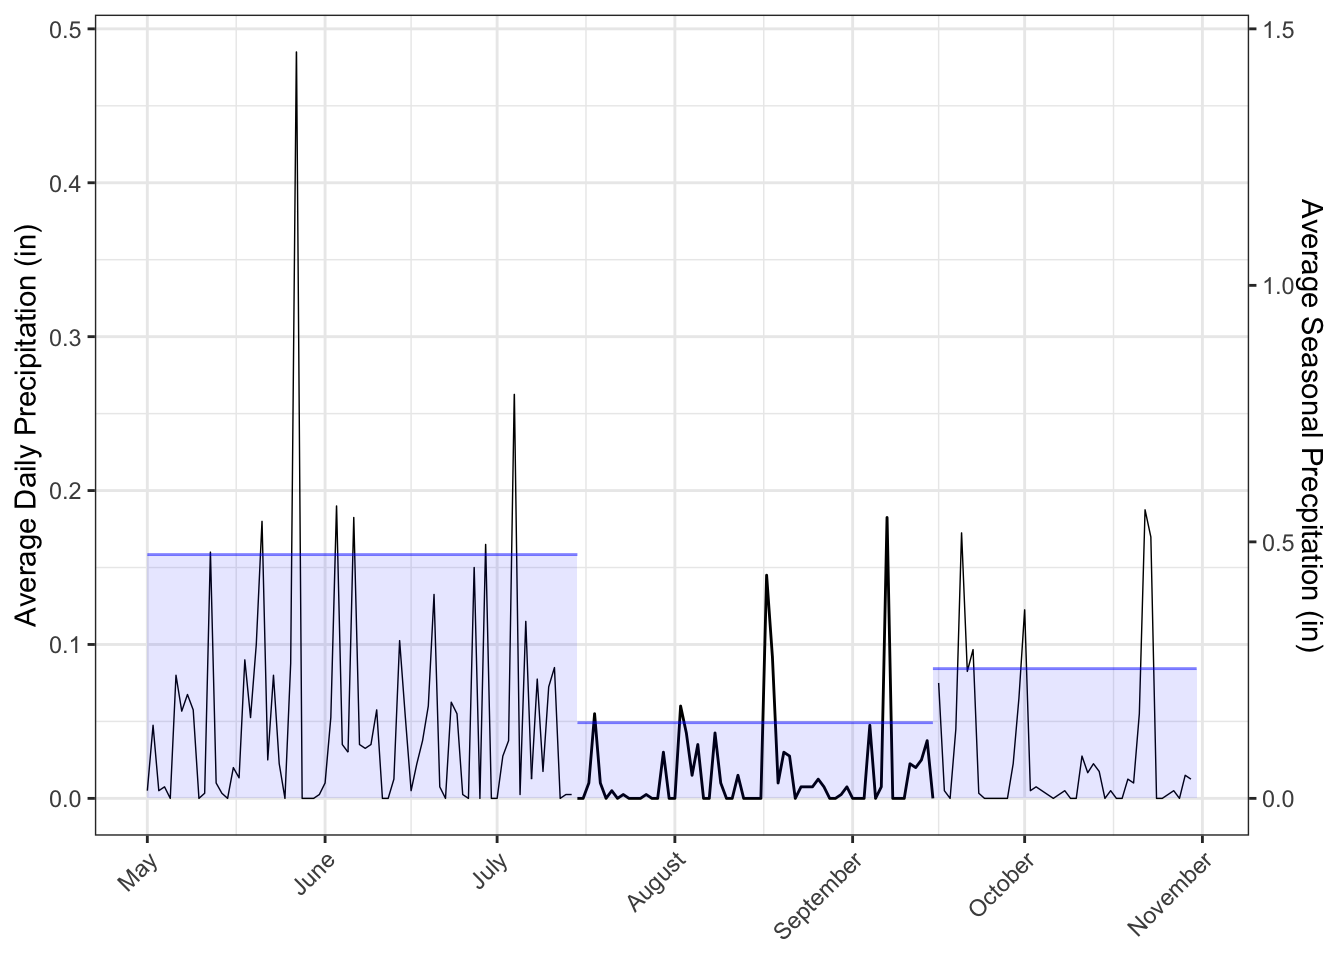 Average Daily Precipitation (in)
0.5
0.4
0.3
0.2
0.1
0.0
1.5
1.0
0.5
0.0
Average Seasonal Precpitation (in)
May
June
July
August
September
October
November